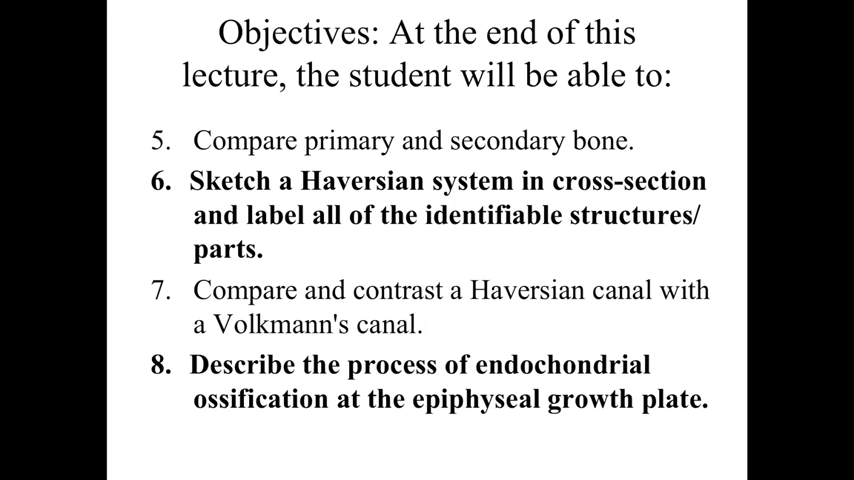 Objectives: At the end of this
lecture, the student will be able to:
5. Compare primary and secondary bone.
6. Sketch a Haversian system in cross-section
and label all of the identifiable structures/
parts.
7. Compare and contrast a Haversian canal with
a Volkmann's canal.
8. Describe the process of endochondrial
ossification at the epiphyseal growth plate.